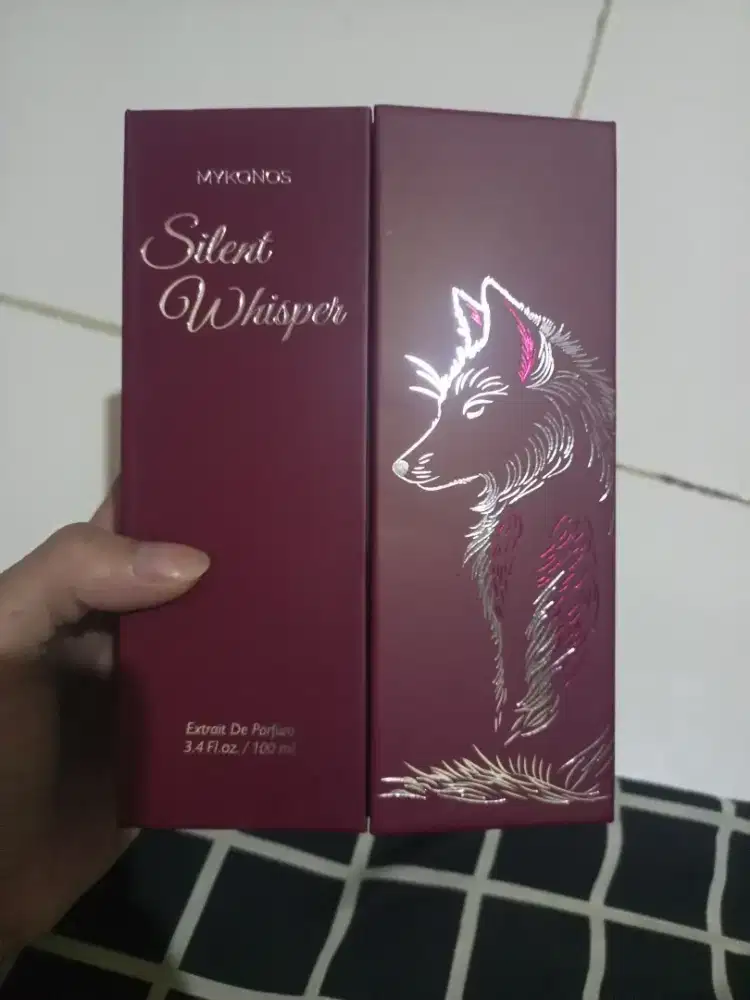 MYKONOS
Silent
Whisper
Extrait De Parfum
3.4 Fl.oz. / 100 ml